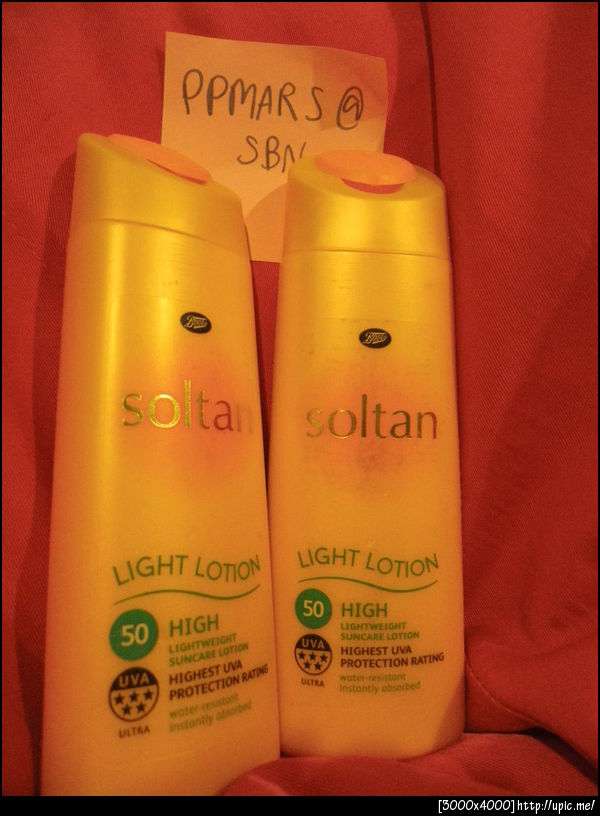 PPMARS@
SBN
Boots
soltan
LIGHT LOTION
50
HIGH
LIGHTWEIGHT
SUNCARE LOTION
UVA
ULTRA
HIGHEST UVA
PROTECTION RATING
water-resistant
instantly absorbed
Boots
soltan
LIGHT LOTION
50
HIGH
LIGHTWEIGHT
SUNCARE LOTION
UVA
ULTRA
HIGHEST UVA
PROTECTION RATING
water-resistant
instantly absorbed
[3000x4000]http://upic.me/